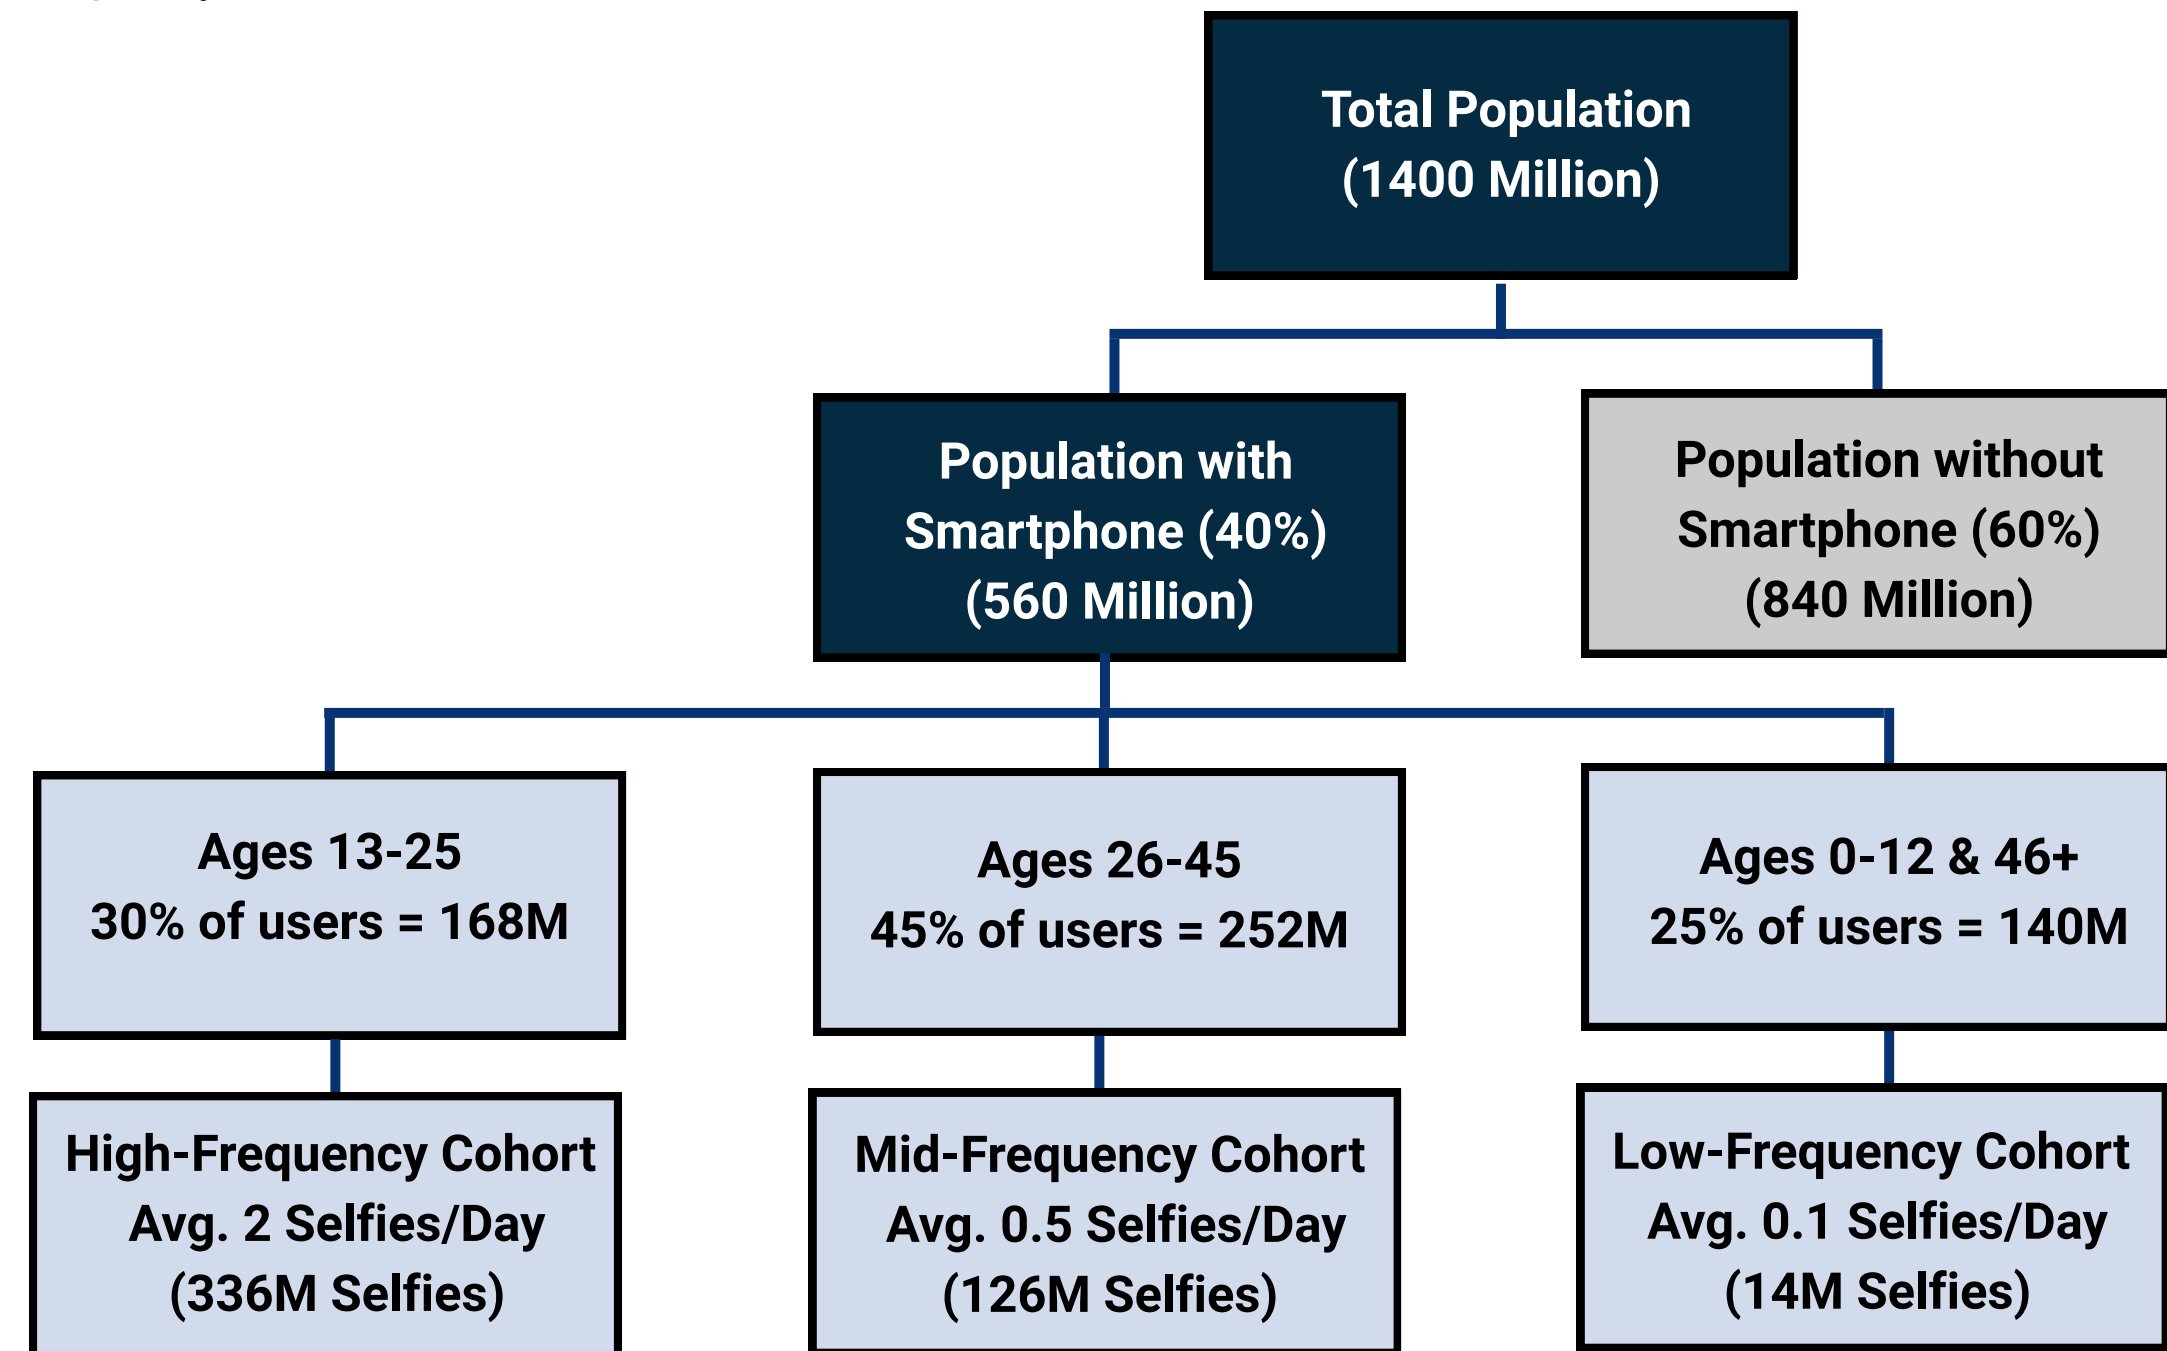 Total Population
(1400 Million)
Population with
Smartphone (40%)
(560 Million)
Population without
Smartphone (60%)
(840 Million)
Ages 13-25
30% of users = 168M
Ages 26-45
45% of users = 252M
Ages 0-12 & 46+
25% of users = 140M
High-Frequency Cohort
Avg. 2 Selfies/Day
(336M Selfies)
Mid-Frequency Cohort
Avg. 0.5 Selfies/Day
(126M Selfies)
Low-Frequency Cohort
Avg. 0.1 Selfies/Day
(14M Selfies)